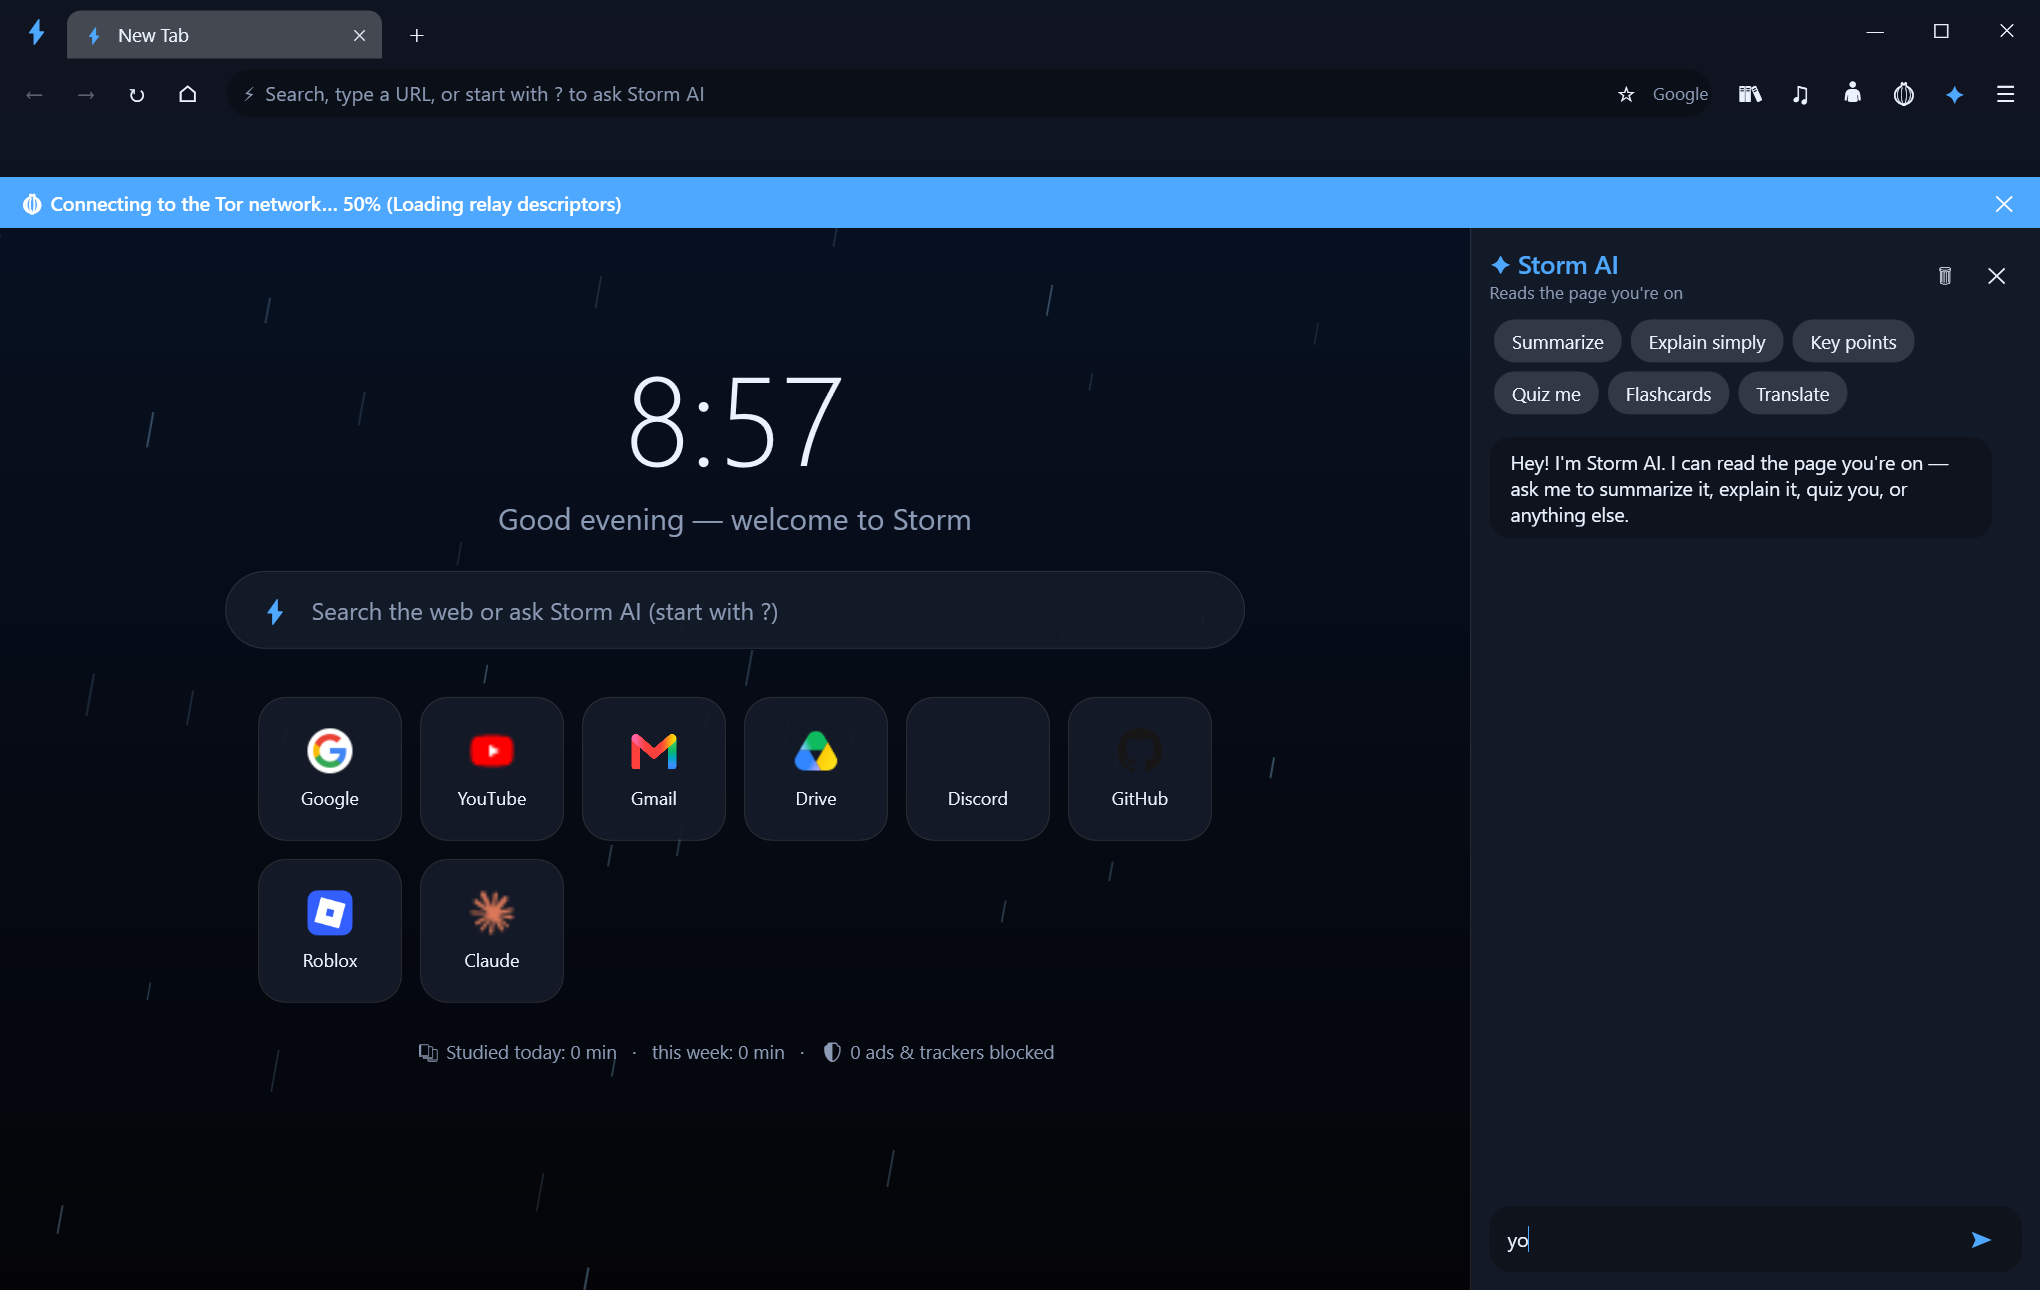 New Tab
Search, type a URL, or start with ? to ask Storm AI
Google
Connecting to the Tor network... 50% (Loading relay descriptors)
8:57
Good evening — welcome to Storm
Search the web or ask Storm AI (start with ?)
Google
YouTube
Gmail
Drive
Discord
GitHub
Roblox
Claude
Studied today: 0 min · this week: 0 min · 0 ads & trackers blocked
Storm AI
Reads the page you're on
Summarize
Explain simply
Key points
Quiz me
Flashcards
Translate
Hey! I'm Storm AI. I can read the page you're on —
ask me to summarize it, explain it, quiz you, or
anything else.
yo